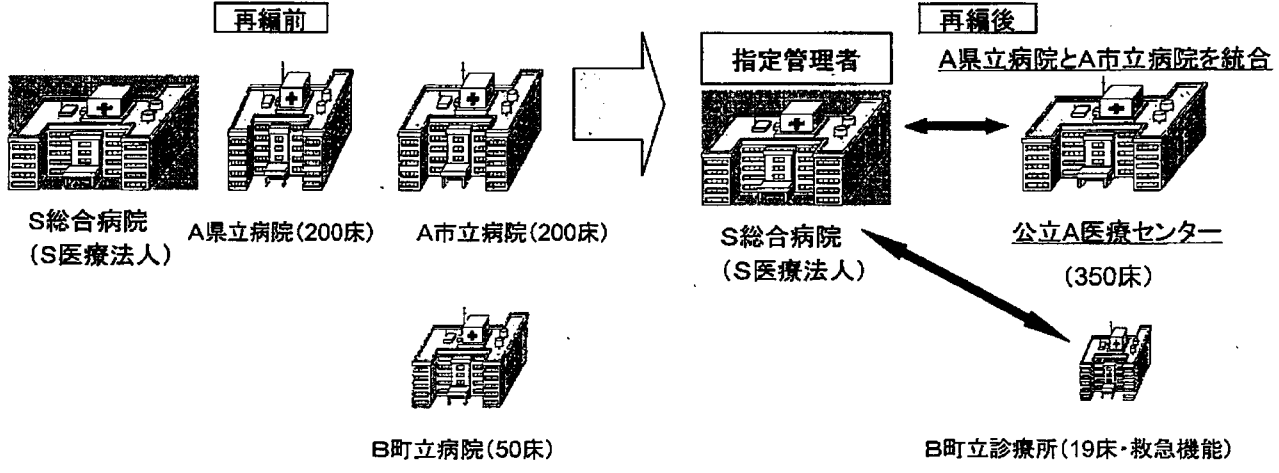 再編前
S総合病院
(S医療法人)
A県立病院(200床)
A市立病院(200床)
B町立病院(50床)
再編後
指定管理者
A県立病院とA市立病院を統合
S総合病院
(S医療法人)
公立A医療センター
(350床)
B町立診療所(19床・救急機能)